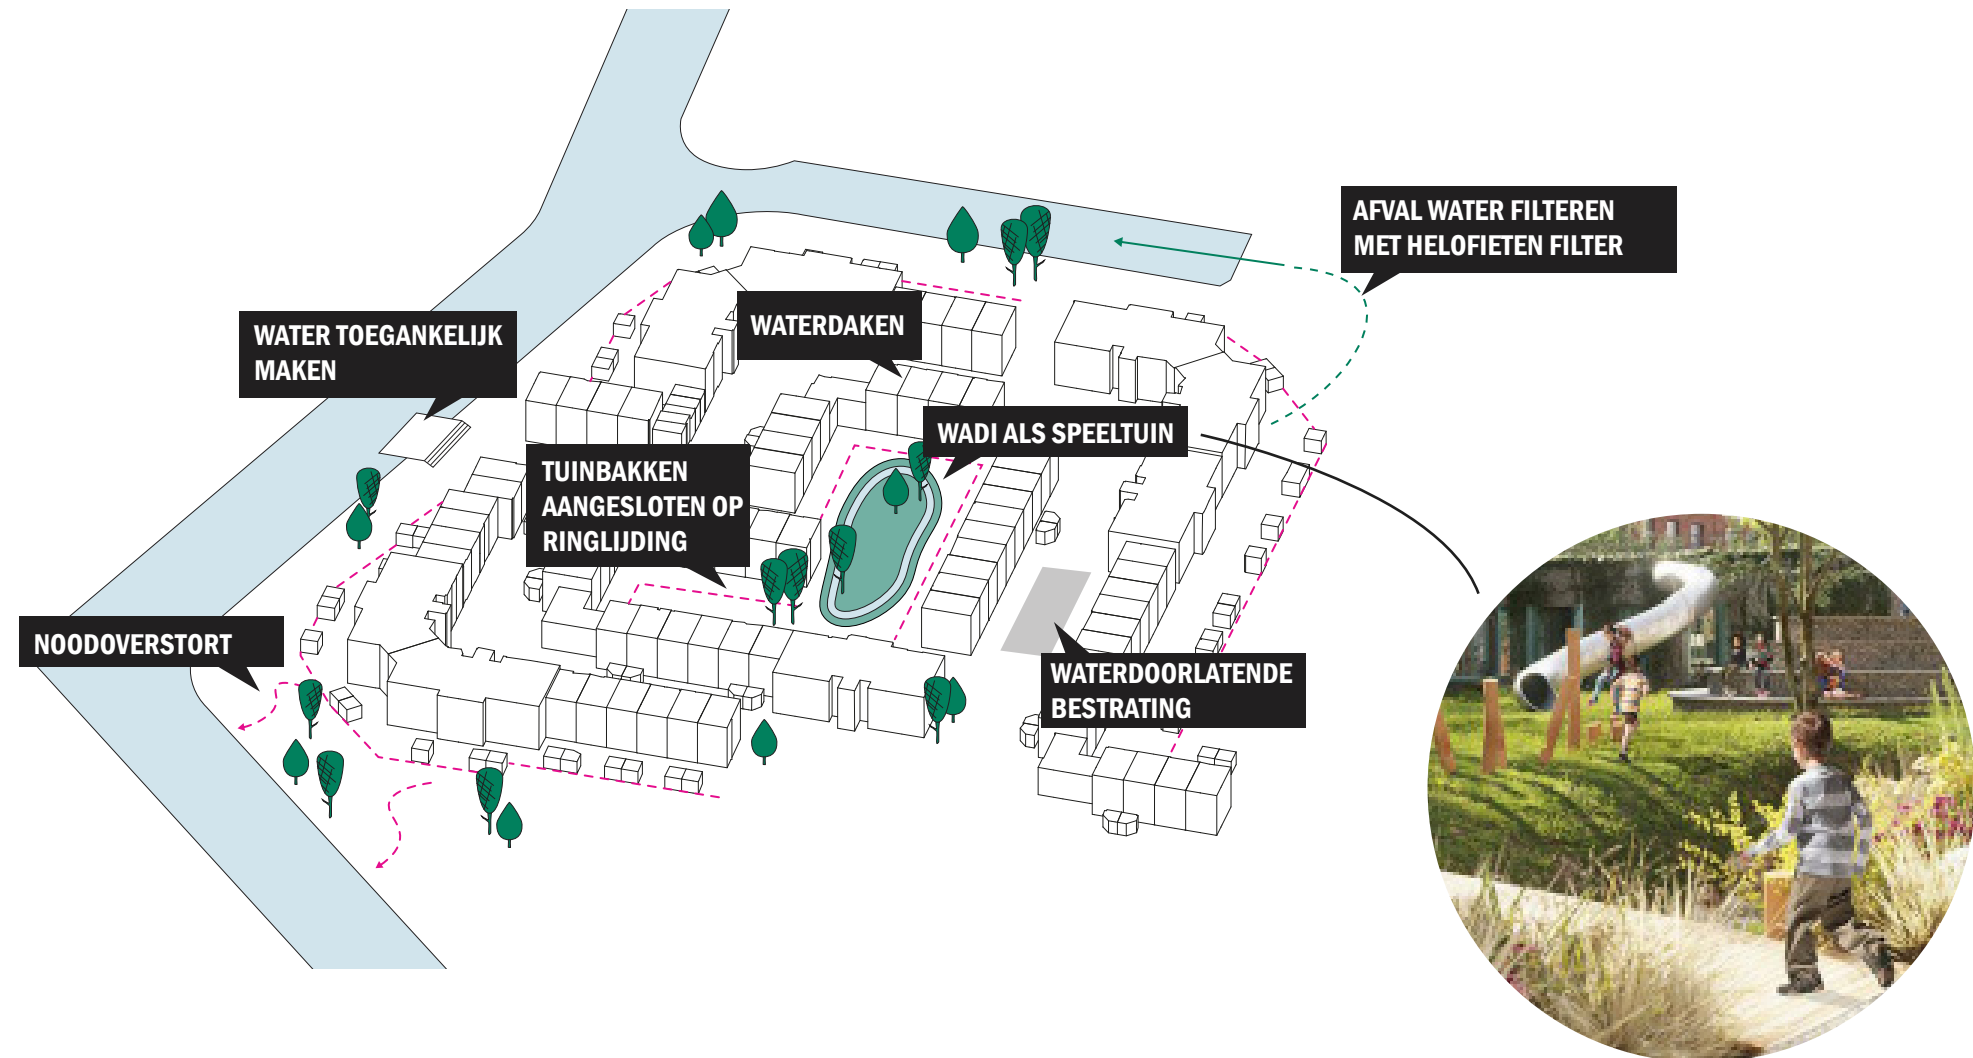 AFVAL WATER FILTEREN
MET HELOFIETEN FILTER
WATER TOEGANKELIJK
MAKEN
WATERDAKEN
WADI ALS SPEELTUIN
TUINBAKKEN
AANGESLOTEN OP
RINGLIJDING
NOODOVERSTORT
WATERDOORLATENDE
BESTRATING